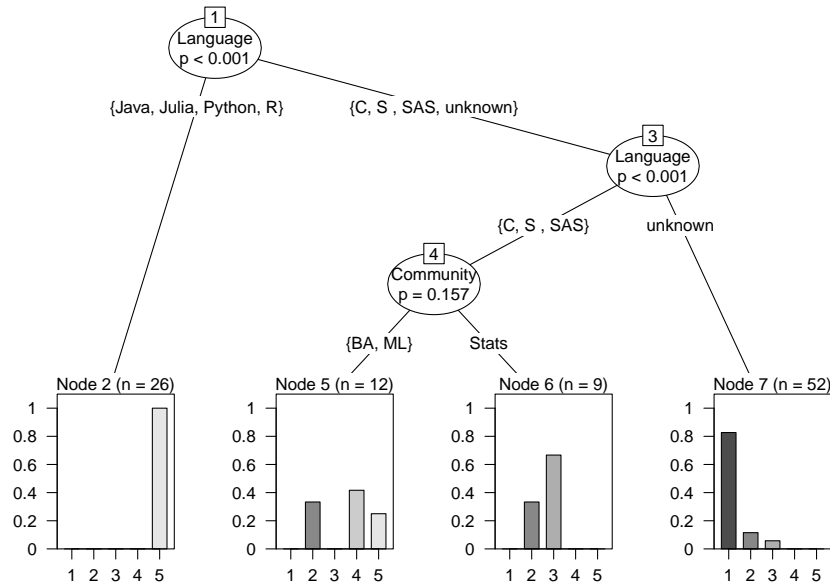 1
Language
p < 0.001
{Java, Julia, Python, R}
{C, S , SAS, unknown}
3
Language
p < 0.001
{C, S , SAS}
unknown
4
Community
p = 0.157
{BA, ML}
Stats
Node 2 (n = 26)
1
0.8
0.6
0.4
0.2
0
1 2 3 4 5
Node 5 (n = 12)
1
0.8
0.6
0.4
0.2
0
1 2 3 4 5
Node 6 (n = 9)
1
0.8
0.6
0.4
0.2
0
1 2 3 4 5
Node 7 (n = 52)
1
0.8
0.6
0.4
0.2
0
1 2 3 4 5